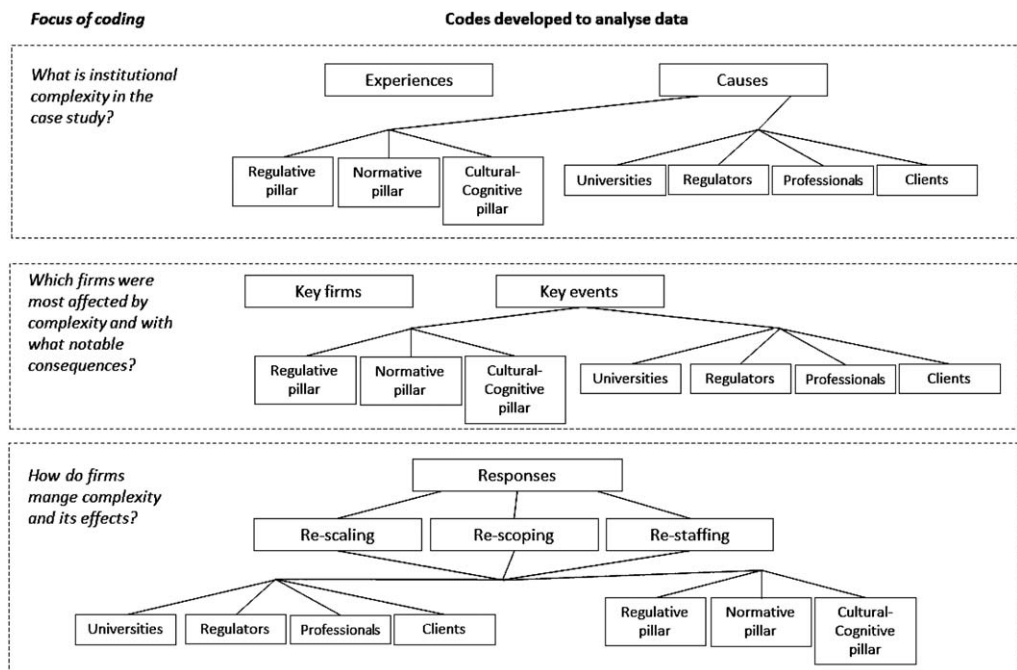 Focus of coding
Codes developed to analyse data
What is institutional
complexity in the
case study?
Experiences
Causes
Regulative
pillar
Normative
pillar
Cultural-
Cognitive
pillar
Universities
Regulators
Professionals
Clients
Which firms were
most affected by
complexity and with
what notable
consequences?
Key firms
Key events
Regulative
pillar
Normative
pillar
Cultural-
Cognitive
pillar
Universities
Regulators
Professionals
Clients
How do firms
mange complexity
and its effects?
Responses
Re-scaling
Re-scoping
Re-staffing
Universities
Regulators
Professionals
Clients
Regulative
pillar
Normative
pillar
Cultural-
Cognitive
pillar